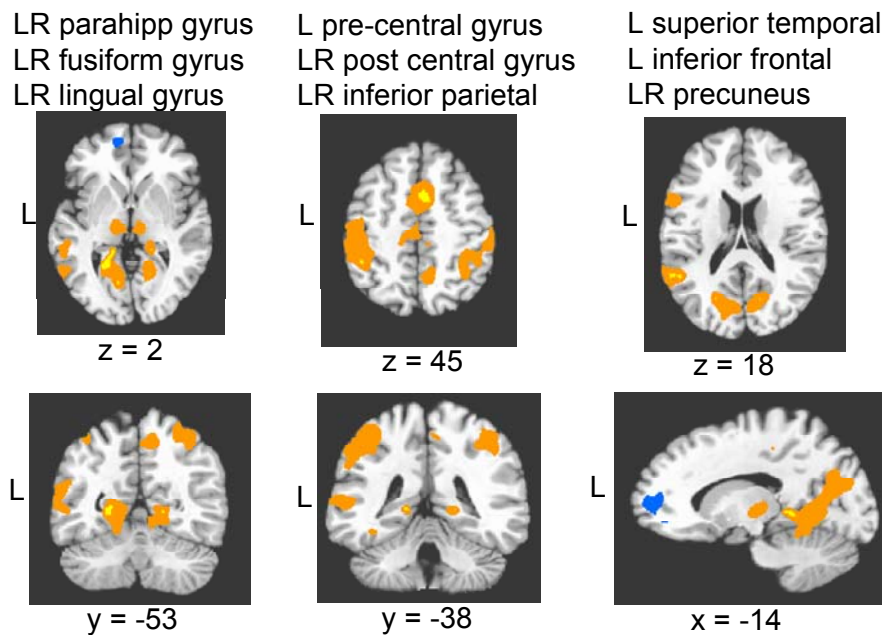 LR parahipp gyrus
LR fusiform gyrus
LR lingual gyrus
L pre-central gyrus
LR post central gyrus
LR inferior parietal
L superior temporal
L inferior frontal
LR precuneus
L
z = 2
L
z = 45
L
z = 18
L
y = -53
L
y = -38
L
x = -14